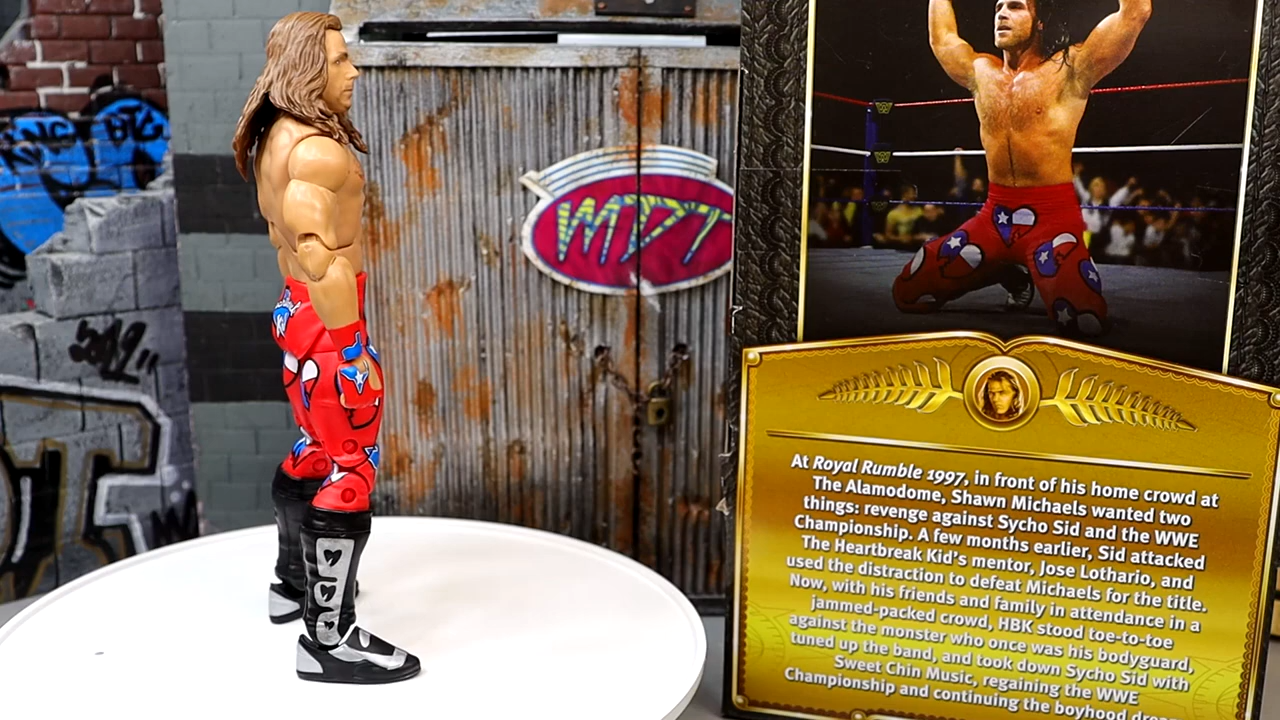 KING
MDT
At Royal Rumble 1997, in front of his home crowd at
The Alamodome, Shawn Michaels wanted two
things: revenge against Sycho Sid and the WWE
Championship. A few months earlier, Sid attacked
The Heartbreak Kid's mentor, Jose Lothario, and
used the distraction to defeat Michaels for the title.
Now, with his friends and family in attendance in a
jammed-packed crowd, HBK stood toe-to-toe
against the monster who once was his bodyguard,
tuned up the band, and took down Sycho Sid with
Sweet Chin Music, regaining the WWE
Championship and continuing the boyhood